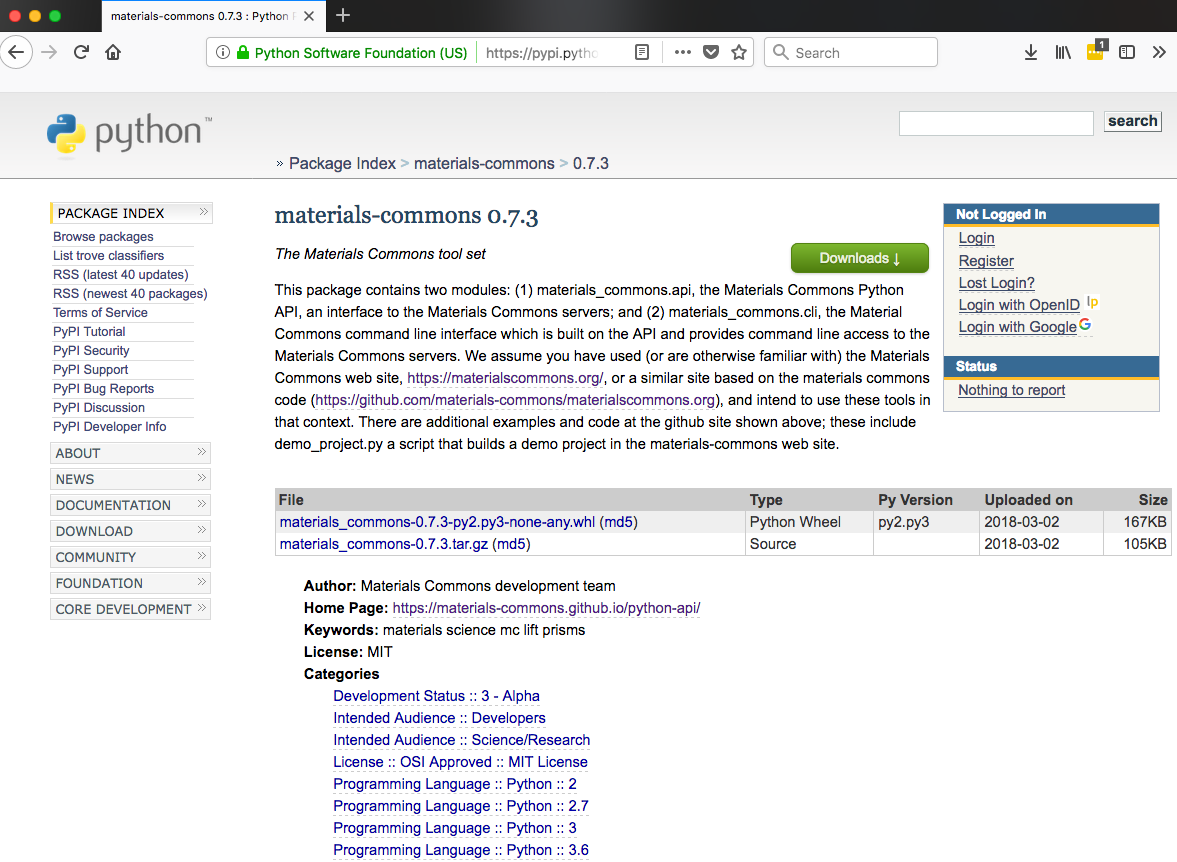 materials-commons 0.7.3 : Python
Python Software Foundation (US)
https://pypi.pytho
Search
1
python™
search
» Package Index > materials-commons > 0.7.3
PACKAGE INDEX »
Browse packages
List trove classifiers
RSS (latest 40 updates)
RSS (newest 40 packages)
Terms of Service
PyPI Tutorial
PyPI Security
PyPI Support
PyPI Bug Reports
PyPI Discussion
PyPI Developer Info
ABOUT »
NEWS »
DOCUMENTATION »
DOWNLOAD »
COMMUNITY »
FOUNDATION »
CORE DEVELOPMENT »
materials-commons 0.7.3
The Materials Commons tool set
Downloads ↓
This package contains two modules: (1) materials_commons.api, the Materials Commons Python
API, an interface to the Materials Commons servers; and (2) materials_commons.cli, the Material
Commons command line interface which is built on the API and provides command line access to the
Materials Commons servers. We assume you have used (or are otherwise familiar with) the Materials
Commons web site, https://materialscommons.org/, or a similar site based on the materials commons
code (https://github.com/materials-commons/materialscommons.org), and intend to use these tools in
that context. There are additional examples and code at the github site shown above; these include
demo_project.py a script that builds a demo project in the materials-commons web site.
Not Logged In
Login
Register
Lost Login?
Login with OpenID lp
Login with Google G
Status
Nothing to report
File Type Py Version Uploaded on Size
materials_commons-0.7.3-py2.py3-none-any.whl (md5) Python Wheel py2.py3 2018-03-02 167KB
materials_commons-0.7.3.tar.gz (md5) Source 2018-03-02 105KB
Author: Materials Commons development team
Home Page: https://materials-commons.github.io/python-api/
Keywords: materials science mc lift prisms
License: MIT
Categories
Development Status :: 3 - Alpha
Intended Audience :: Developers
Intended Audience :: Science/Research
License :: OSI Approved :: MIT License
Programming Language :: Python :: 2
Programming Language :: Python :: 2.7
Programming Language :: Python :: 3
Programming Language :: Python :: 3.6